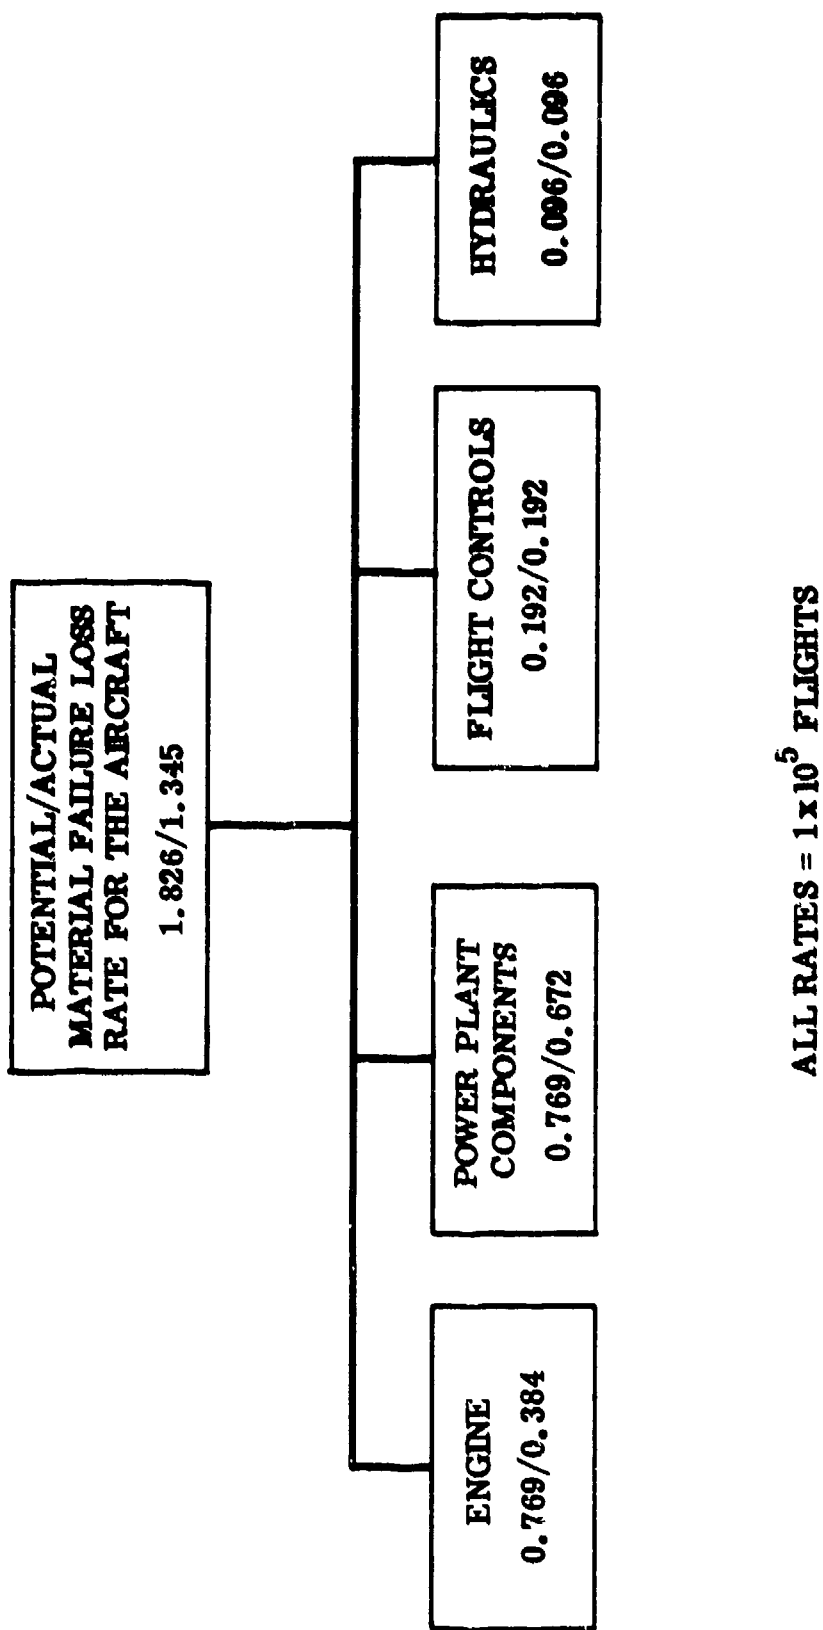 POTENTIAL/ACTUAL
MATERIAL FAILURE LOSS
RATE FOR THE AIRCRAFT
1.826/1.345
ENGINE
0.769/0.384
POWER PLANT
COMPONENTS
0.769/0.672
FLIGHT CONTROLS
0.192/0.192
HYDRAULICS
0.096/0.096
ALL RATES = 1 x 10⁵ FLIGHTS